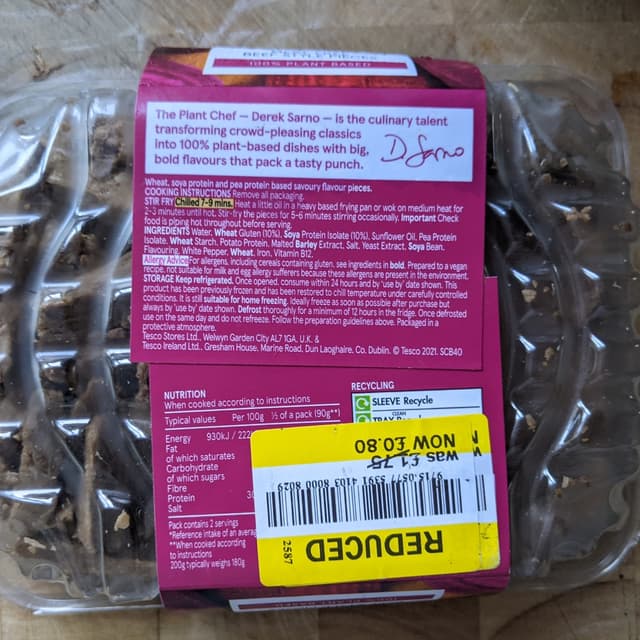 BEEF STYLE PIECES
100% PLANT BASED
The Plant Chef — Derek Sarno — is the culinary talent
transforming crowd-pleasing classics
into 100% plant-based dishes with big,
bold flavours that pack a tasty punch.
D. Sarno
Wheat, soya protein and pea protein based savoury flavour pieces.
COOKING INSTRUCTIONS Remove all packaging.
STIR FRY Chilled 7-9 mins. Heat a little oil in a heavy based frying pan or wok on medium heat for
2-3 minutes until hot. Stir-fry the pieces for 5-6 minutes stirring occasionally. Important Check
food is piping hot throughout before serving.
INGREDIENTS Water, Wheat Gluten (10%), Soya Protein Isolate (10%), Sunflower Oil, Pea Protein
Isolate, Wheat Starch, Potato Protein, Malted Barley Extract, Salt, Yeast Extract, Soya Bean,
Flavouring, White Pepper, Wheat, Iron, Vitamin B12.
Allergy Advice For allergens, including cereals containing gluten, see ingredients in bold. Prepared to a vegan
recipe, not suitable for milk and egg allergy sufferers because these allergens are present in the environment.
STORAGE Keep refrigerated. Once opened, consume within 24 hours and by 'use by' date shown. This
product has been previously frozen and has been restored to chill temperature under carefully controlled
conditions. It is still suitable for home freezing. Ideally freeze as soon as possible after purchase but
always by 'use by' date shown. Defrost thoroughly for a minimum of 12 hours in the fridge. Once defrosted
use on the same day and do not refreeze. Follow the preparation guidelines above. Packaged in a
protective atmosphere.
Tesco Stores Ltd., Welwyn Garden City AL7 1GA, U.K. &
Tesco Ireland Ltd., Gresham House, Marine Road, Dun Laoghaire, Co. Dublin. © Tesco 2021. SC840
NUTRITION
When cooked according to instructions
Typical values Per 100g ½ of a pack (90g**)
Energy 930kJ / 222
Fat
of which saturates
Carbohydrate
of which sugars
Fibre
Protein
Salt
Pack contains 2 servings
*Reference intake of an averag
**When cooked according
to instructions
200g typically weighs 180g
RECYCLING
SLEEVE Recycle
CLEAN
TRAY
REDUCED
2587
Was £1.75
NOW £0.80